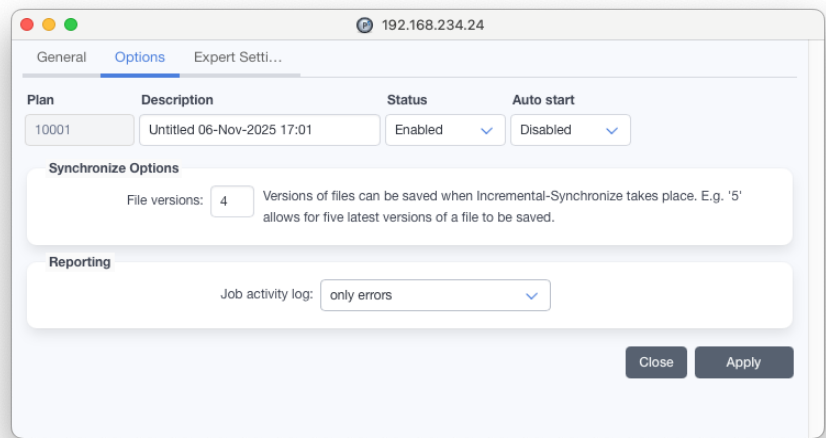 192.168.234.24
General Options Expert Setti...
Plan Description Status Auto start
10001 Untitled 06-Nov-2025 17:01 Enabled Disabled
Synchronize Options
File versions: 4 Versions of files can be saved when Incremental-Synchronize takes place. E.g. '5'
allows for five latest versions of a file to be saved.
Reporting
Job activity log: only errors
Close Apply